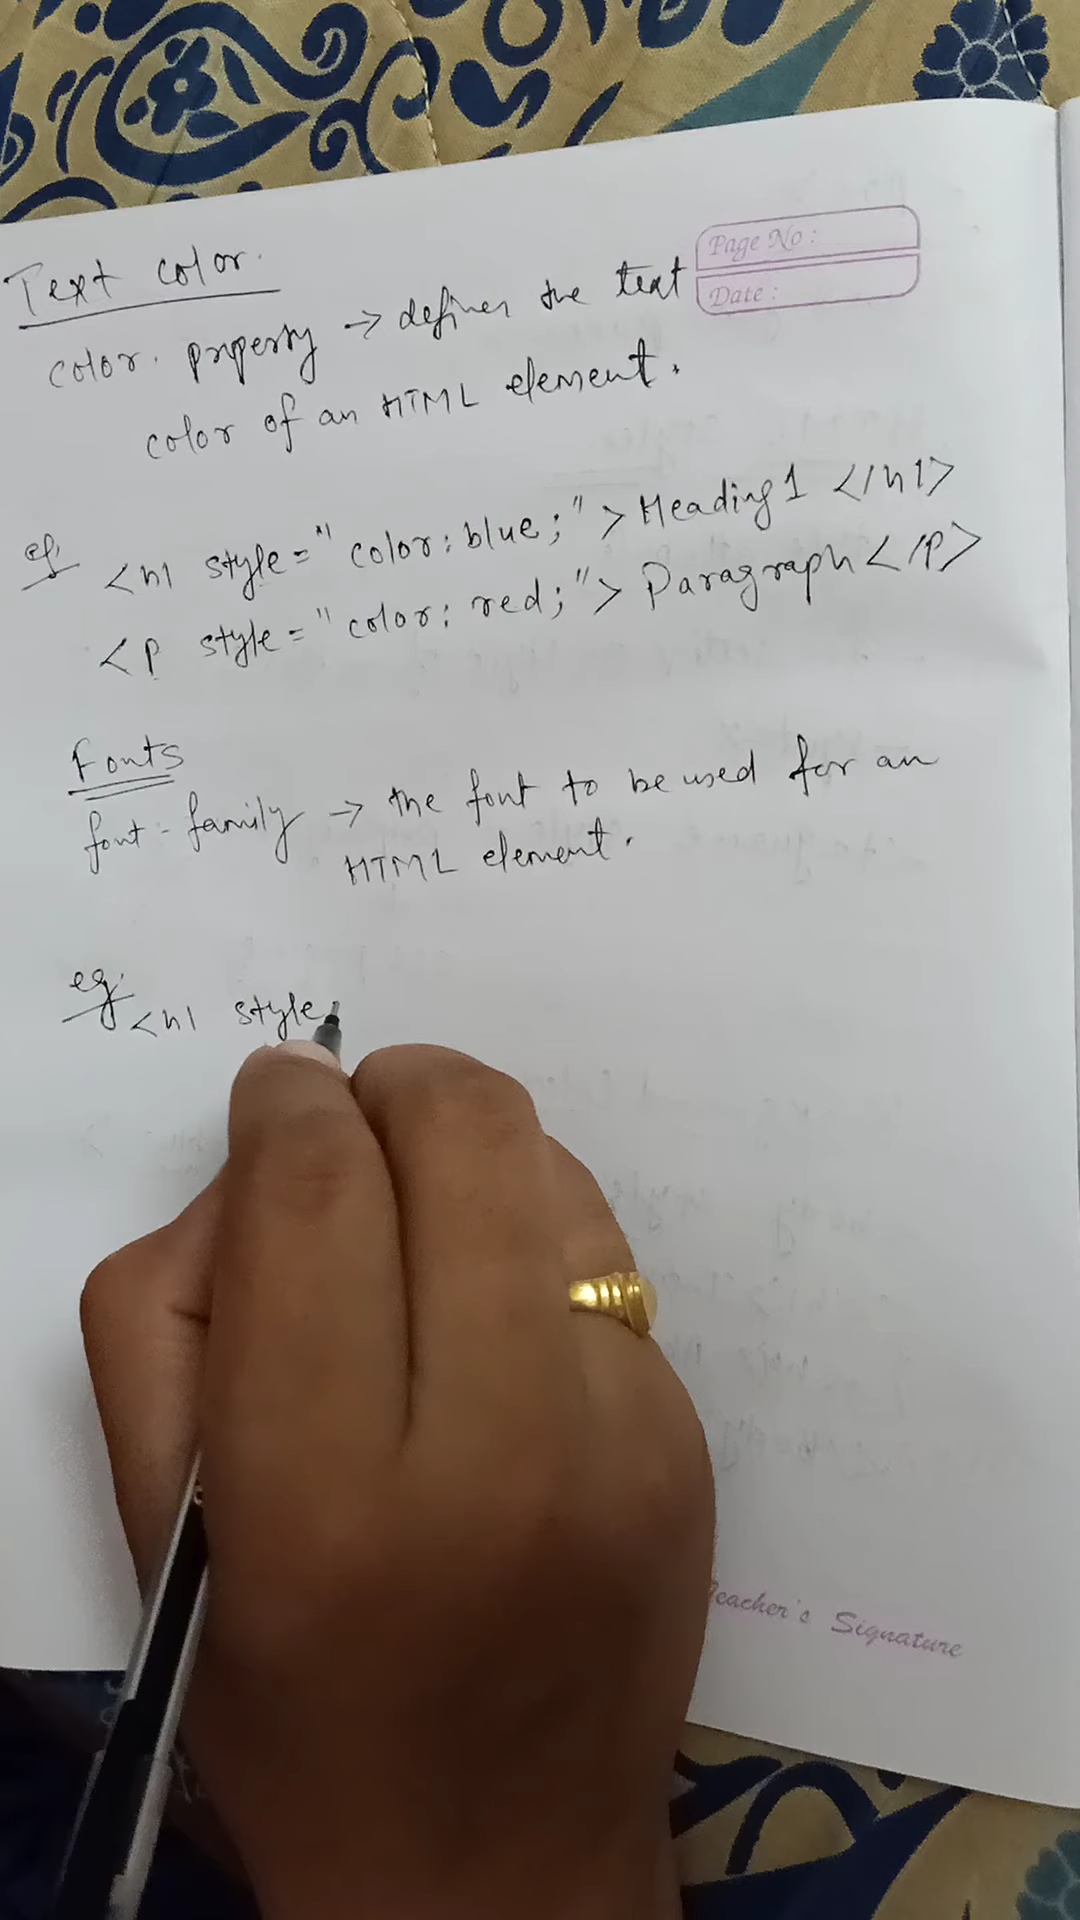 Page No :
Date :
Text color.
color. property → defines the text
color of an HTML element.
eg. <h1 style="color: blue;">Heading1 </h1>
<p style="color: red;">Paragraph</p>
Fonts
font-family → the font to be used for an
HTML element.
eg.
<h1 style
Teacher's Signature